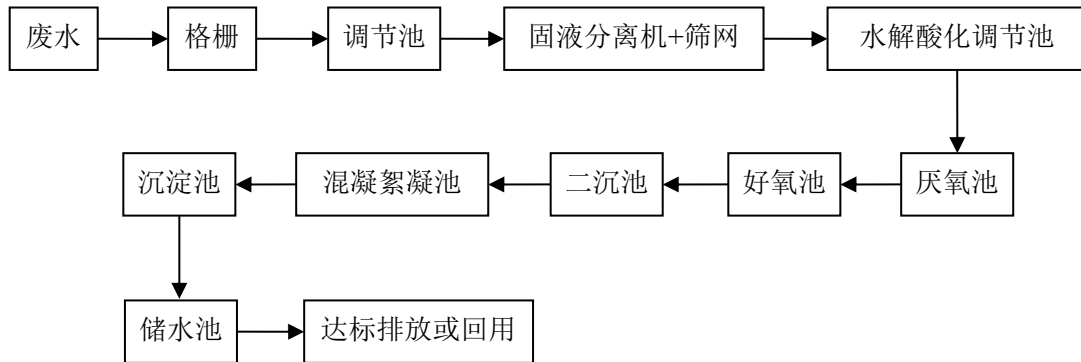 废水
格栅
调节池
固液分离机+筛网
水解酸化调节池
厌氧池
好氧池
二沉池
混凝絮凝池
沉淀池
储水池
达标排放或回用